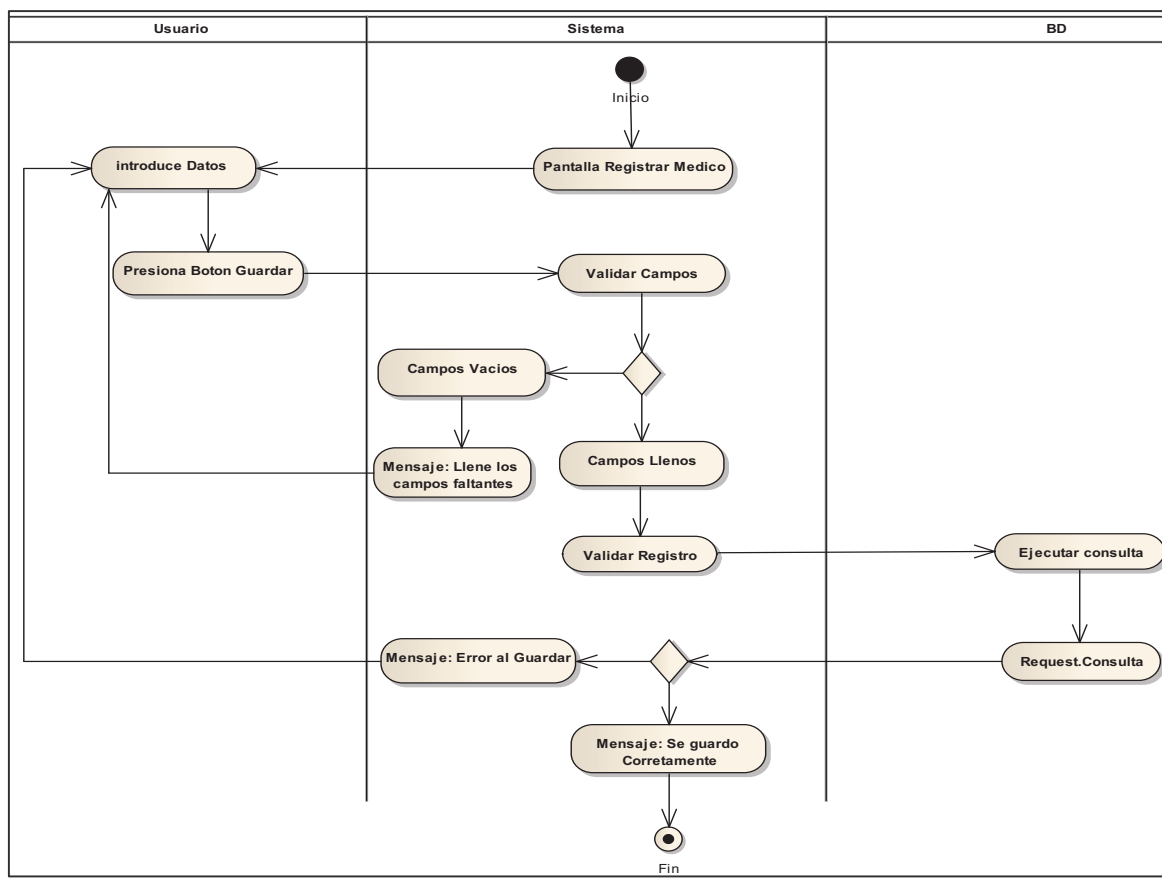 Usuario
Sistema
BD
Inicio
introduce Datos
Pantalla Registrar Medico
Presiona Boton Guardar
Validar Campos
Campos Vacios
Mensaje: Llene los
campos faltantes
Campos Llenos
Validar Registro
Ejecutar consulta
Mensaje: Error al Guardar
Request.Consulta
Mensaje: Se guardo
Corretamente
Fin